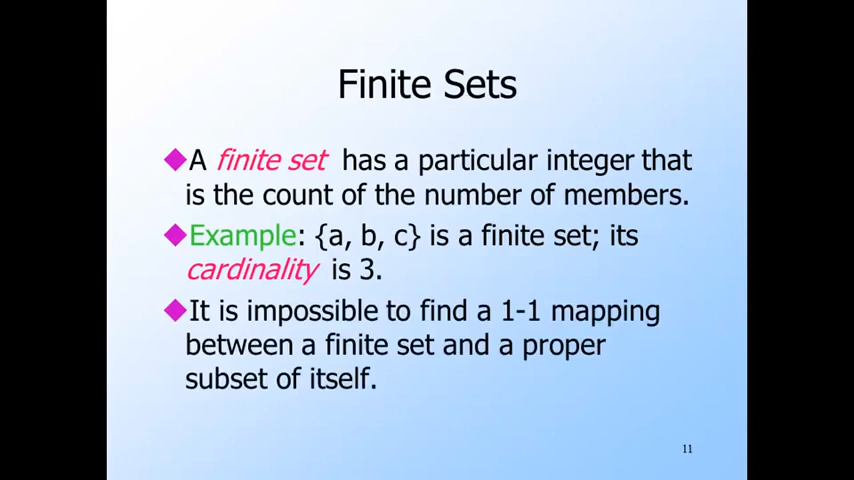 Finite Sets
◆A finite set has a particular integer that
is the count of the number of members.
◆Example: {a, b, c} is a finite set; its
cardinality is 3.
◆It is impossible to find a 1-1 mapping
between a finite set and a proper
subset of itself.
11